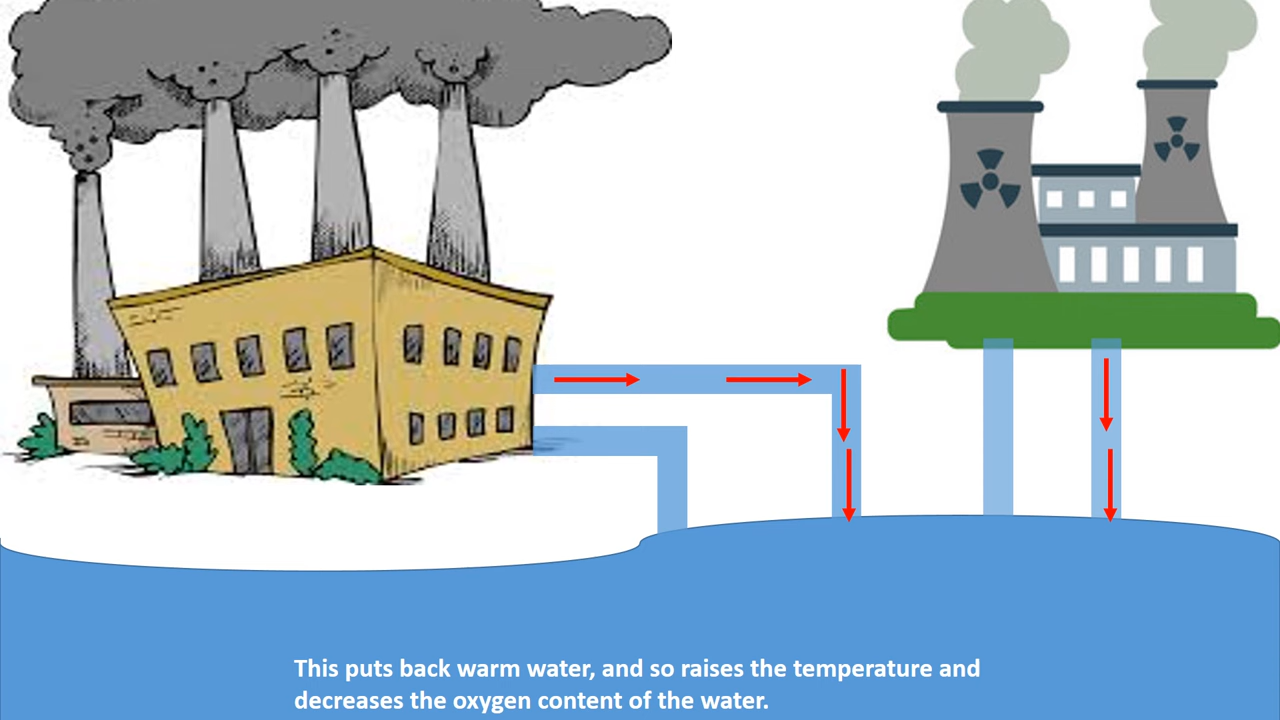 This puts back warm water, and so raises the temperature and
decreases the oxygen content of the water.